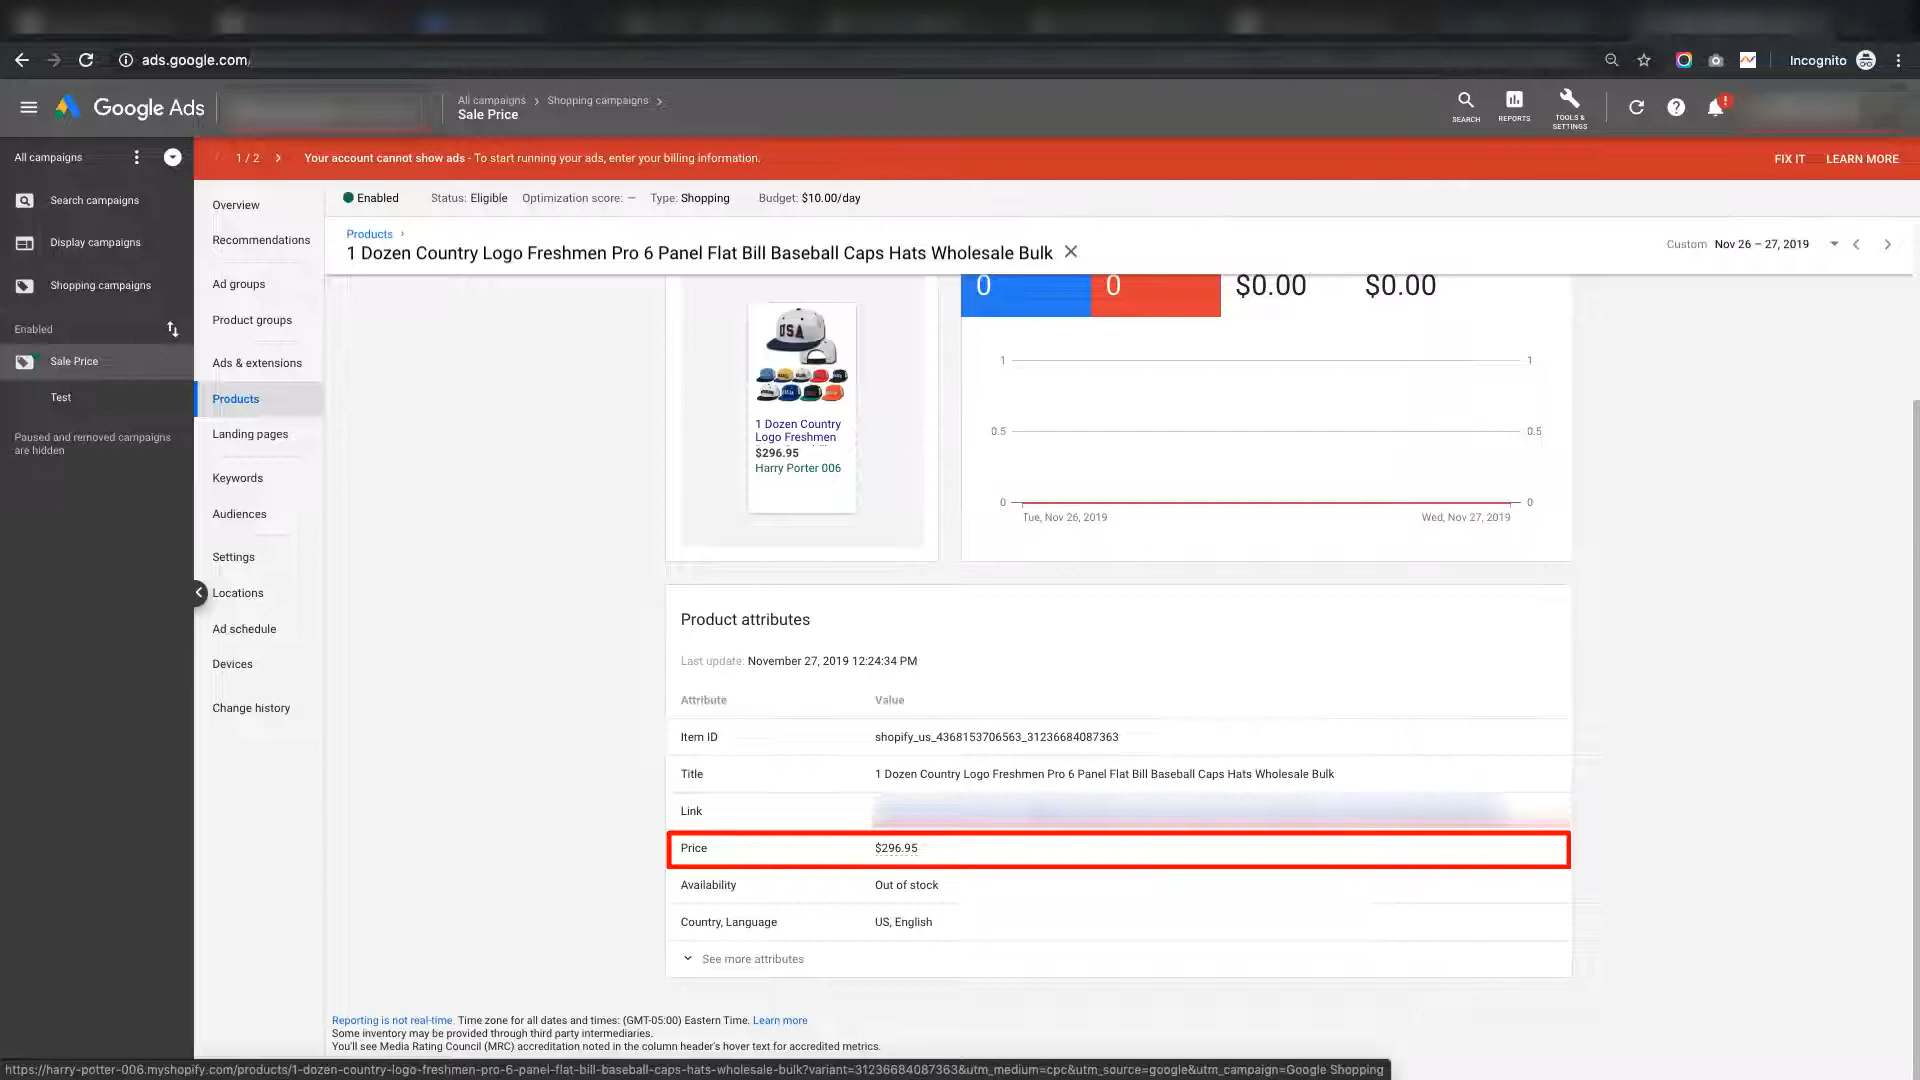 ads.google.com
Incognito
Google Ads
All campaigns > Shopping campaigns >
Sale Price
SEARCH
REPORTS
TOOLS &
SETTINGS
!
All campaigns
Search campaigns
Display campaigns
Shopping campaigns
Enabled
Sale Price
Test
Paused and removed campaigns
are hidden
1 / 2
Your account cannot show ads - To start running your ads, enter your billing information.
FIX IT
LEARN MORE
Overview
Recommendations
Ad groups
Product groups
Ads & extensions
Products
Landing pages
Keywords
Audiences
Settings
Locations
Ad schedule
Devices
Change history
Enabled Status: Eligible Optimization score: — Type: Shopping Budget: $10.00/day
Products >
1 Dozen Country Logo Freshmen Pro 6 Panel Flat Bill Baseball Caps Hats Wholesale Bulk
Custom Nov 26 – 27, 2019
USA
1 Dozen Country
Logo Freshmen
$296.95
Harry Porter 006
0 0 $0.00 $0.00
1 1
0.5 0.5
0 0
Tue, Nov 26, 2019 Wed, Nov 27, 2019
Product attributes
Last update: November 27, 2019 12:24:34 PM
Attribute Value
Item ID shopify_us_4368153706563_31236684087363
Title 1 Dozen Country Logo Freshmen Pro 6 Panel Flat Bill Baseball Caps Hats Wholesale Bulk
Link
Price $296.95
Availability Out of stock
Country, Language US, English
See more attributes
Reporting is not real-time. Time zone for all dates and times: (GMT-05:00) Eastern Time. Learn more
Some inventory may be provided through third party intermediaries.
You'll see Media Rating Council (MRC) accreditation noted in the column header's hover text for accredited metrics.
https://harry-potter-006.myshopify.com/products/1-dozen-country-logo-freshmen-pro-6-panel-flat-bill-baseball-caps-hats-wholesale-bulk?variant=31236684087363&utm_medium=cpc&utm_source=google&utm_campaign=Google Shopping